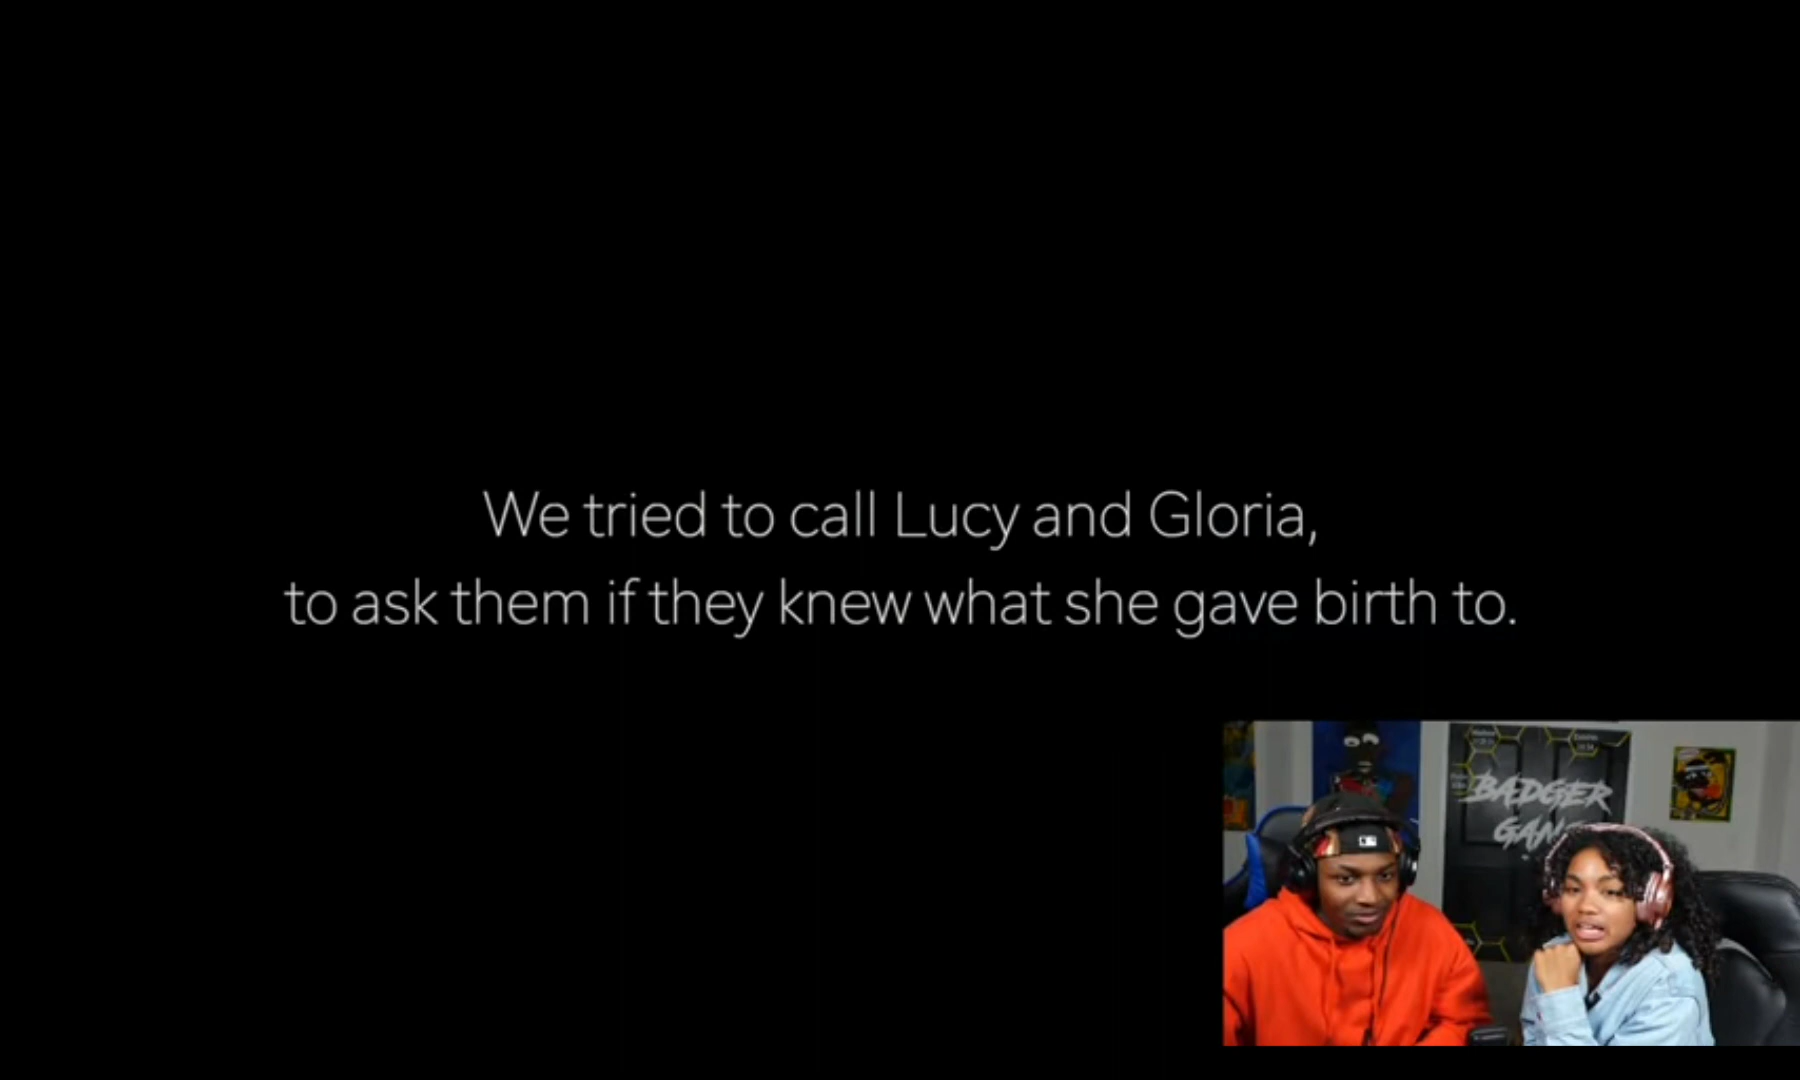 We tried to call Lucy and Gloria,
to ask them if they knew what she gave birth to.
BADGER
GANG